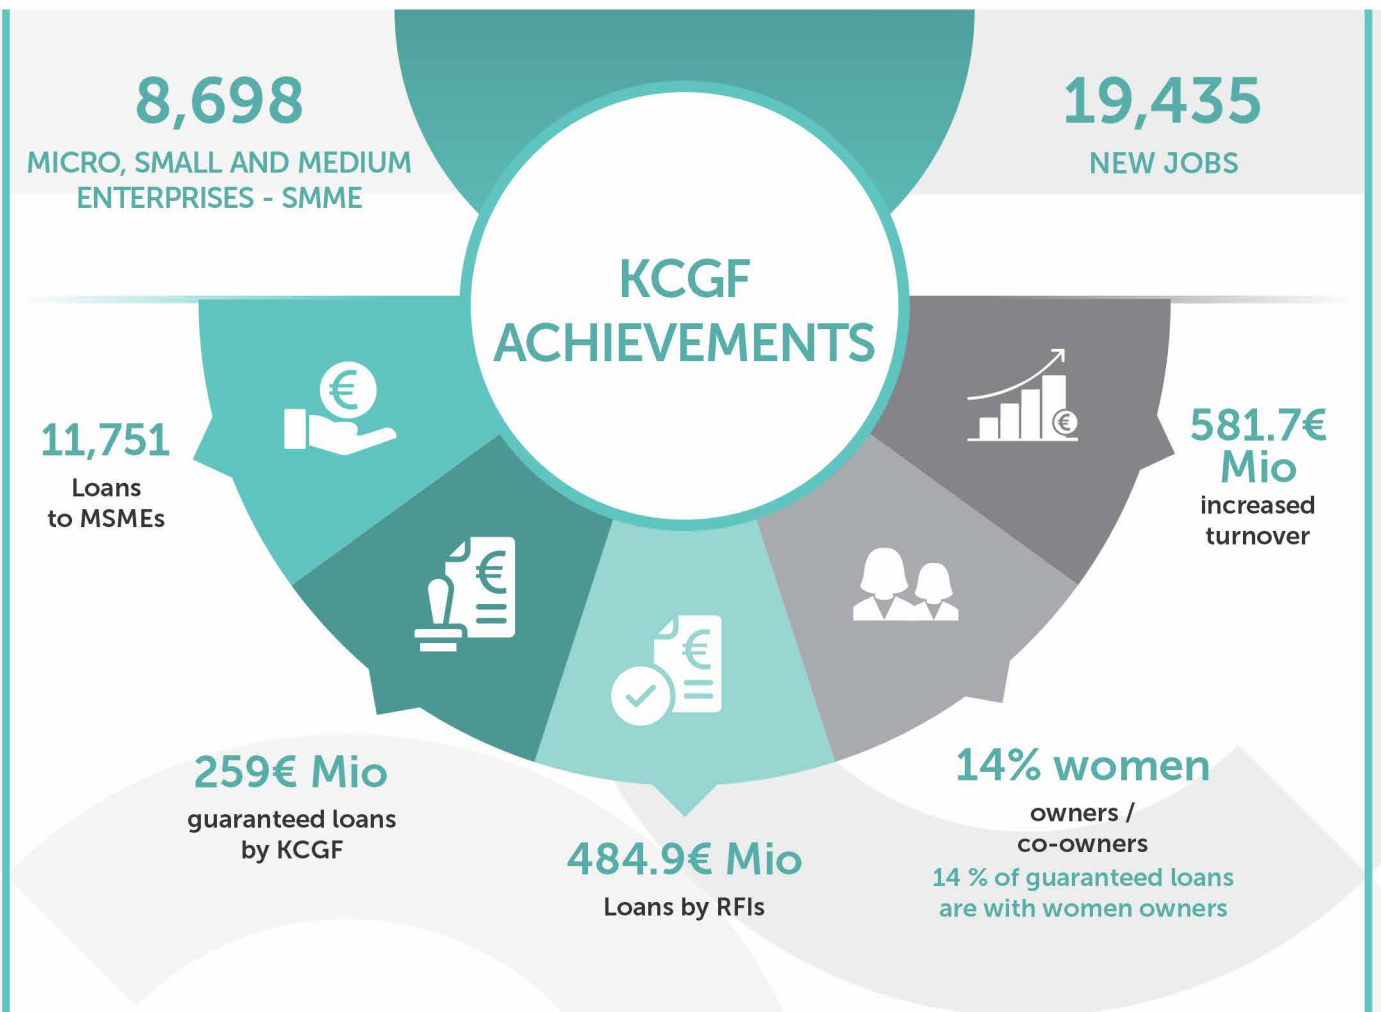 8,698
MICRO, SMALL AND MEDIUM
ENTERPRISES - SMME
19,435
NEW JOBS
KCGF
ACHIEVEMENTS
€
€
€
€
11,751
Loans
to MSMEs
581.7€
Mio
increased
turnover
259€ Mio
guaranteed loans
by KCGF
484.9€ Mio
Loans by RFIs
14% women
owners /
co-owners
14 % of guaranteed loans
are with women owners